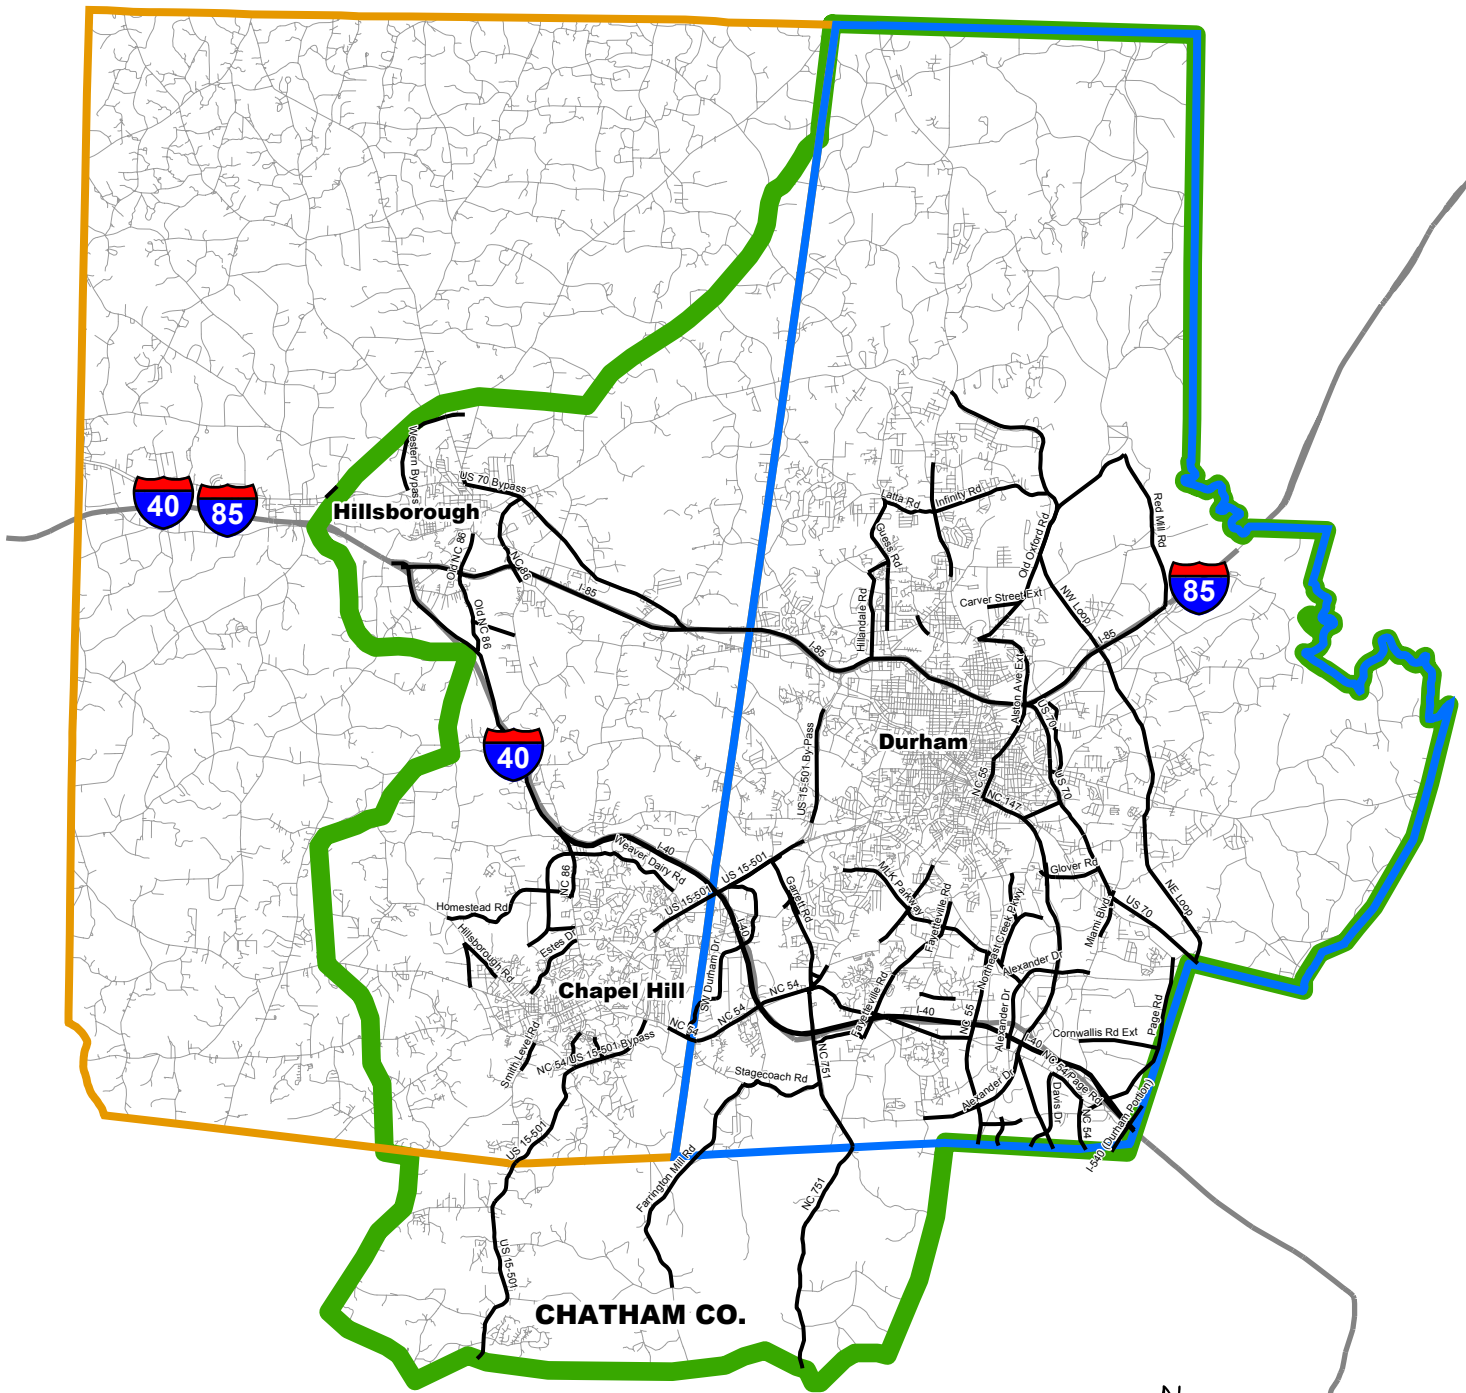 Western Bypass
US 70 Bypass
40
85
Hillsborough
Old NC 86
NC 86
I-85
Old NC 86
Latta Rd
Infinity Rd
Guess Rd
Old Oxford Rd
Red Mill Rd
85
Carver Street Ext
NW Loop
Hillandale Rd
I-85
I-85
Alston Ave Ext
US 70
40
US 15-501 By-Pass
Durham
NC 55
US 70
NC 147
I-40
Weaver Dairy Rd
NC 86
US 15-501
US 15-501
Garrett Rd
MLK Parkway
Fayetteville Rd
Glover Rd
NE Loop
US 70
Miami Blvd
Northeast Creek Pkwy
Homestead Rd
Hillsborough Rd
Estes Dr
I-40
SW Durham Dr
Alexander Dr
Chapel Hill
NC 54
NC 54
Fayetteville Rd
I-40
NC 55
Alexander Dr
Page Rd
Cornwallis Rd Ext
I-40
NC 54/Page Rd
Smith Level Rd
NC 54/US 15-501 Bypass
NC 751
Stagecoach Rd
Alexander Dr
Davis Dr
NC 54
I-540 (Durham Portion)
US 15-501
Farrington Mill Rd
NC 751
US 15-501
CHATHAM CO.
N